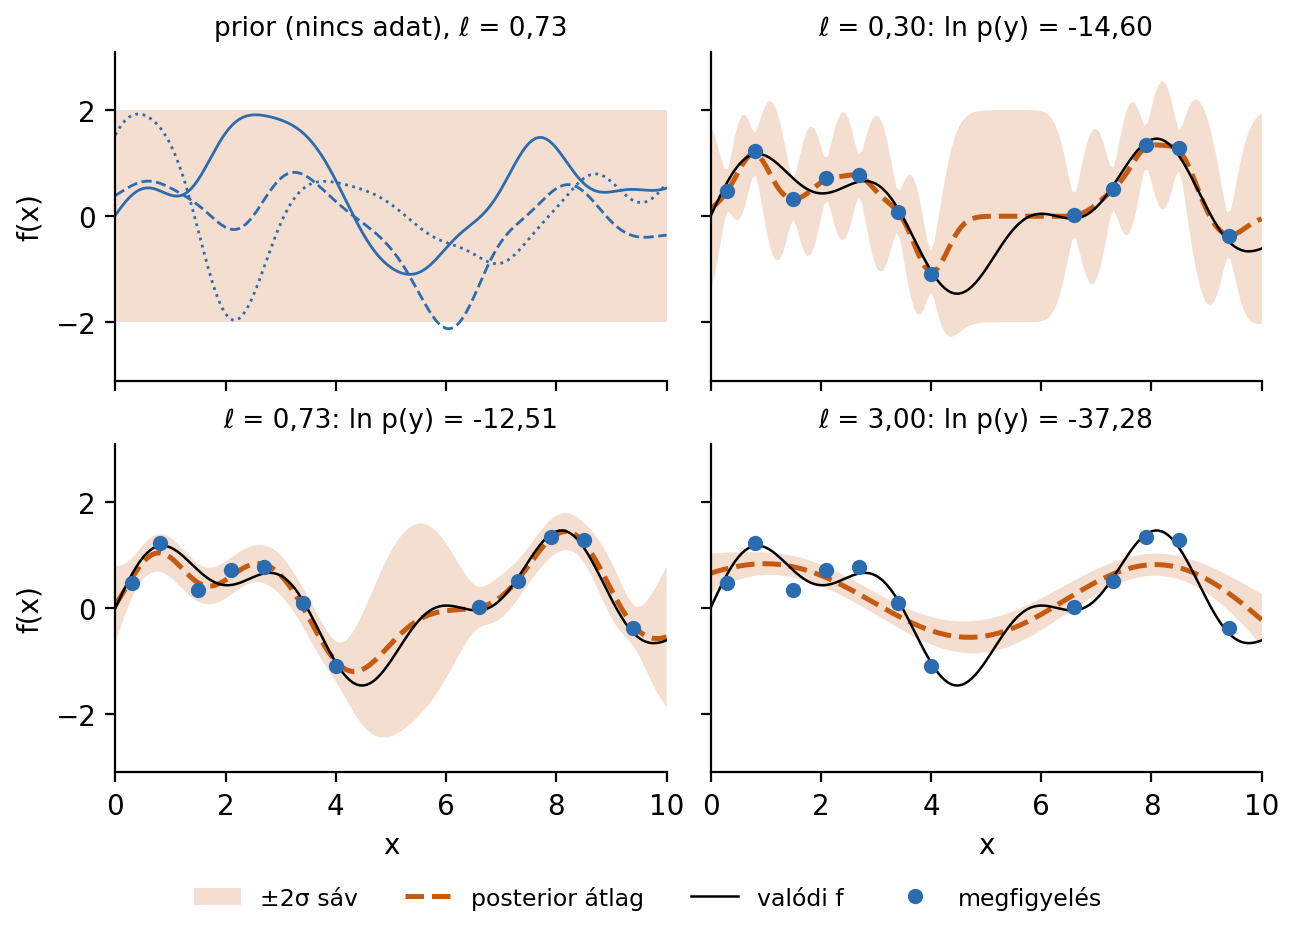 prior (nincs adat), ℓ = 0,73
ℓ = 0,30: ln p(y) = -14,60
f(x)
2
0
−2
ℓ = 0,73: ln p(y) = -12,51
ℓ = 3,00: ln p(y) = -37,28
f(x)
2
0
−2
0 2 4 6 8 10
0 2 4 6 8 10
x
x
±2σ sáv
posterior átlag
valódi f
megfigyelés